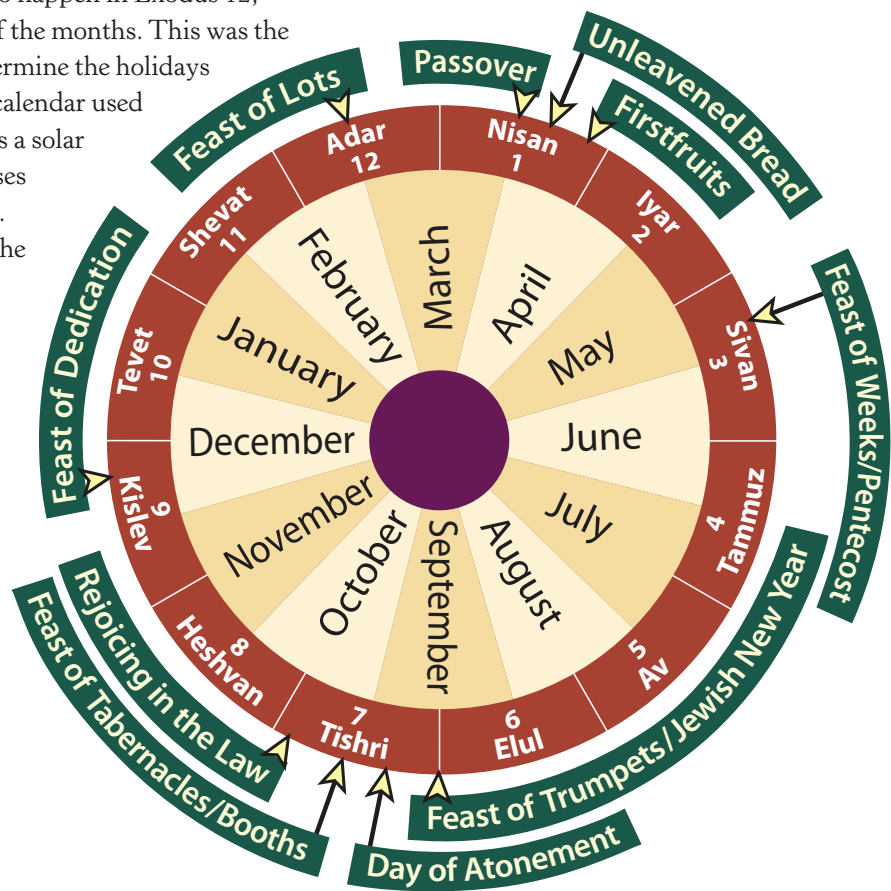 o happen in Exodus 12,
f the months. This was the
ermine the holidays
calendar used
s a solar
ses
.
he
Passover
Unleavened Bread
Firstfruits
Feast of Weeks/Pentecost
Feast of Trumpets/Jewish New Year
Day of Atonement
Feast of Tabernacles/Booths
Rejoicing in the Law
Feast of Dedication
Feast of Lots
Nisan
1
Iyar
2
Sivan
3
4
Tammuz
5
Av
6
Elul
7
Tishri
8
Heshvan
9
Kislev
Tevet
10
Shevat
11
Adar
12
March
April
May
June
July
August
September
October
November
December
January
February